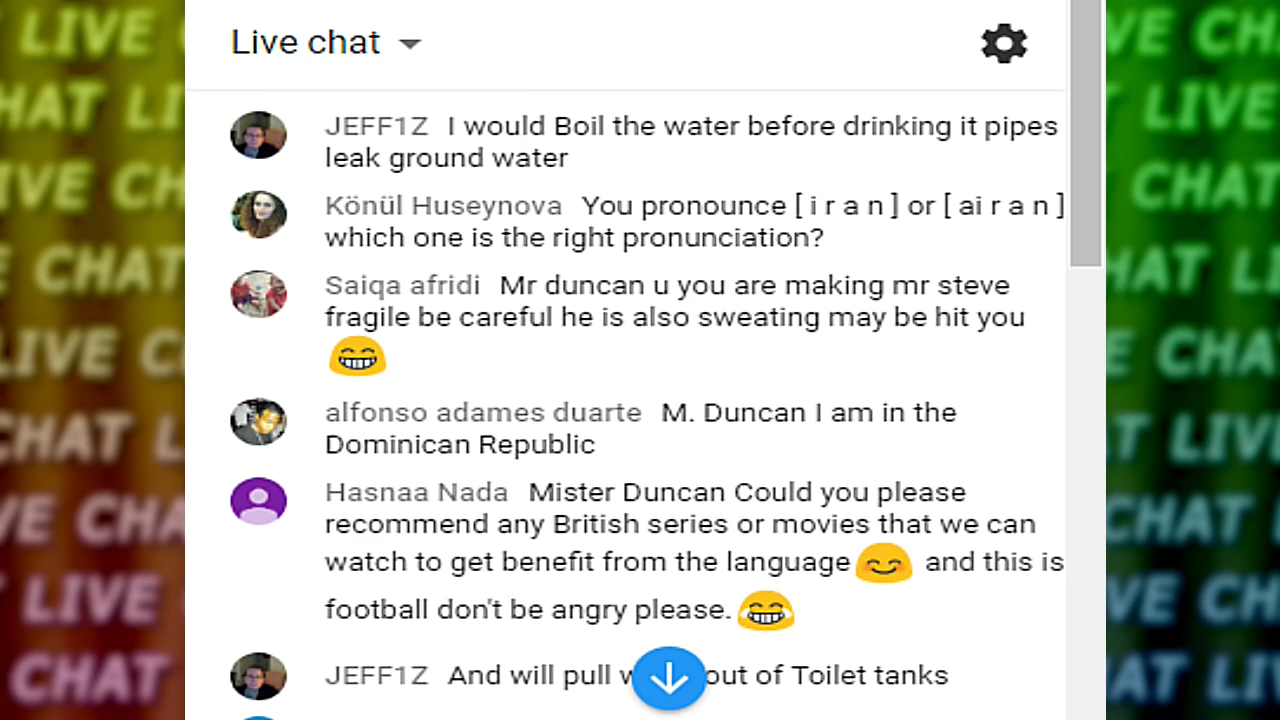 Live chat
JEFF1Z I would Boil the water before drinking it pipes
leak ground water
Könül Huseynova You pronounce [ i r a n ] or [ ai r a n ]
which one is the right pronunciation?
Saiqa afridi Mr duncan u you are making mr steve
fragile be careful he is also sweating may be hit you
😁
alfonso adames duarte M. Duncan I am in the
Dominican Republic
Hasnaa Nada Mister Duncan Could you please
recommend any British series or movies that we can
watch to get benefit from the language😊 and this is
football don't be angry please.😂
JEFF1Z And will pull out of Toilet tanks